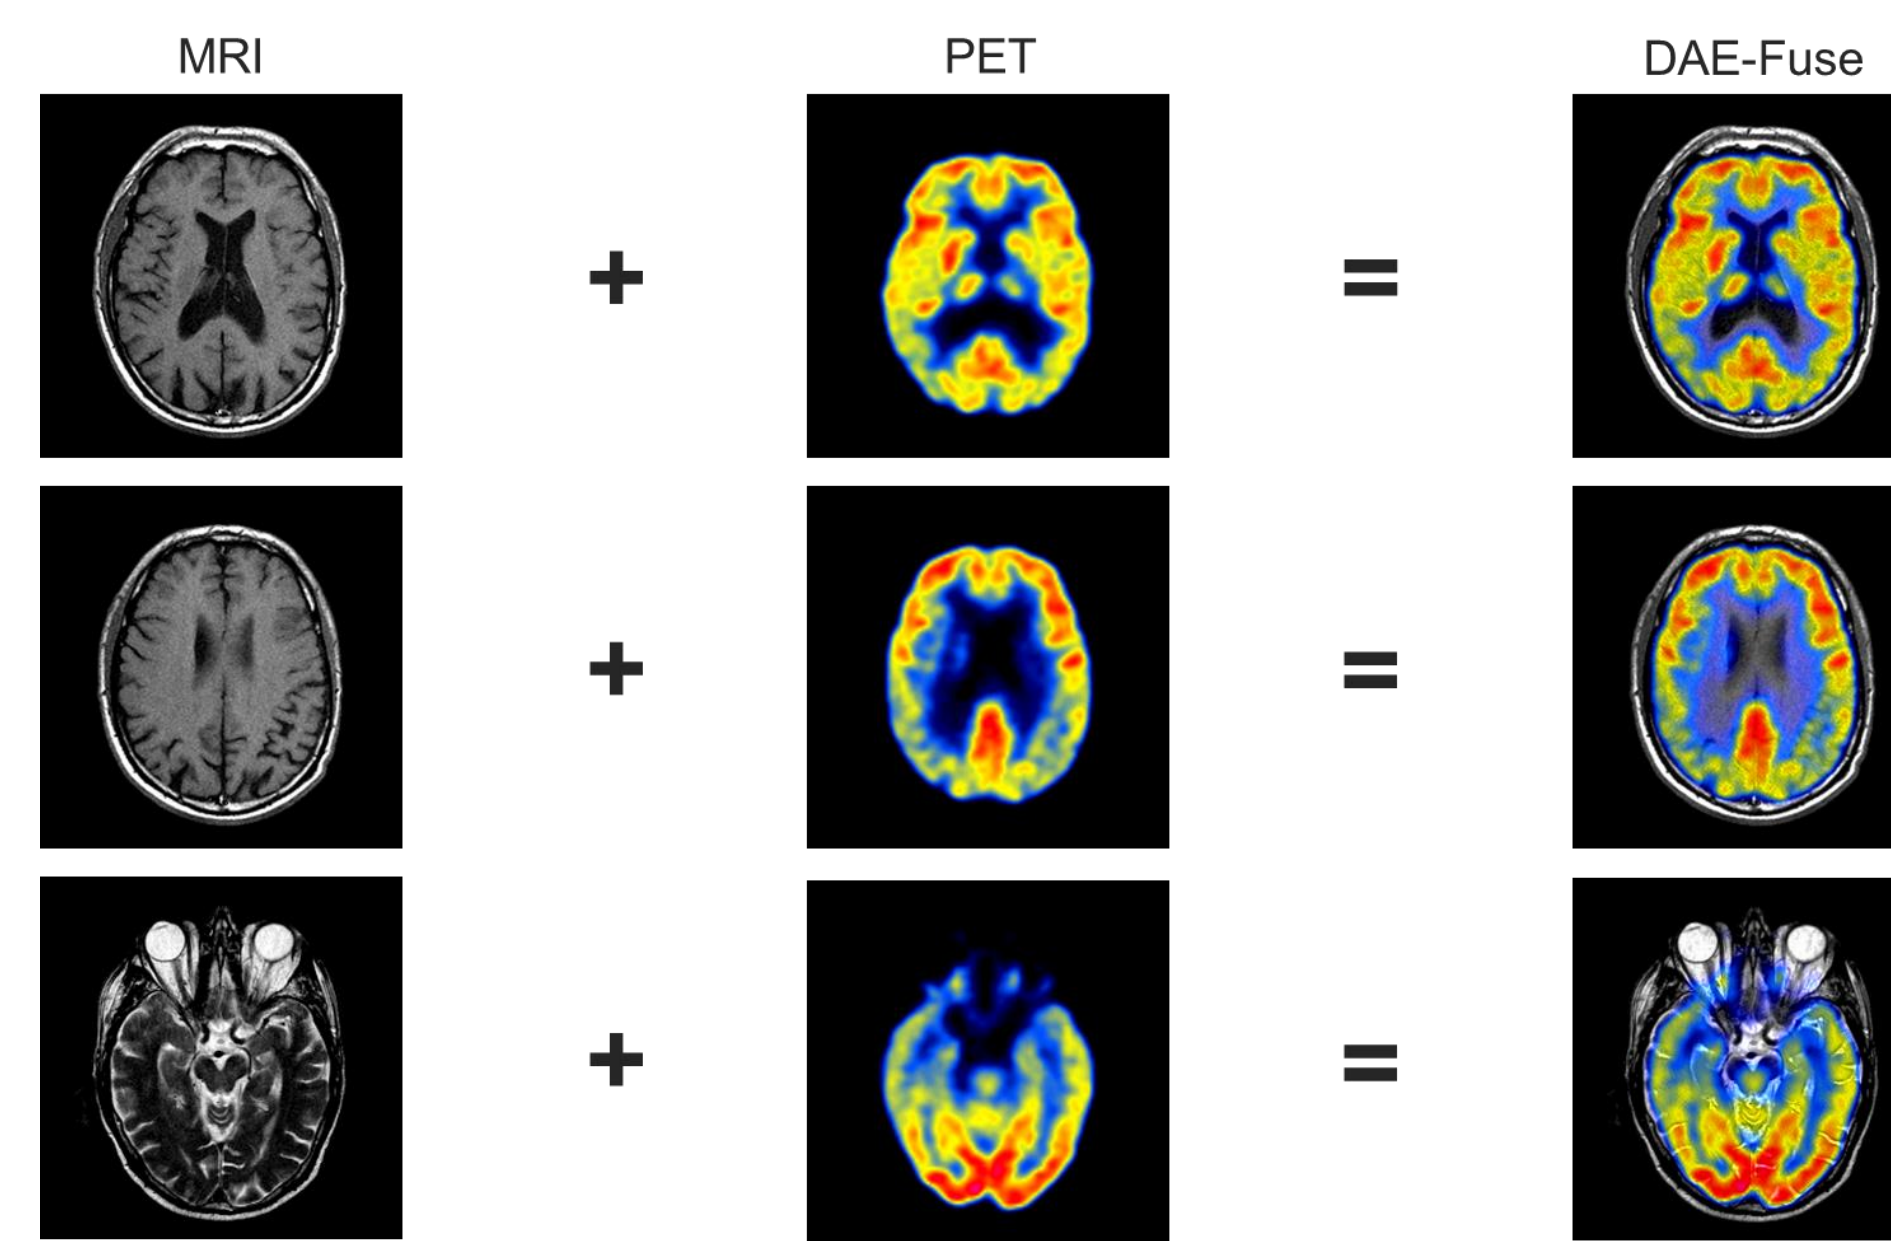 MRI
PET
DAE-Fuse
+
=
+
=
+
=